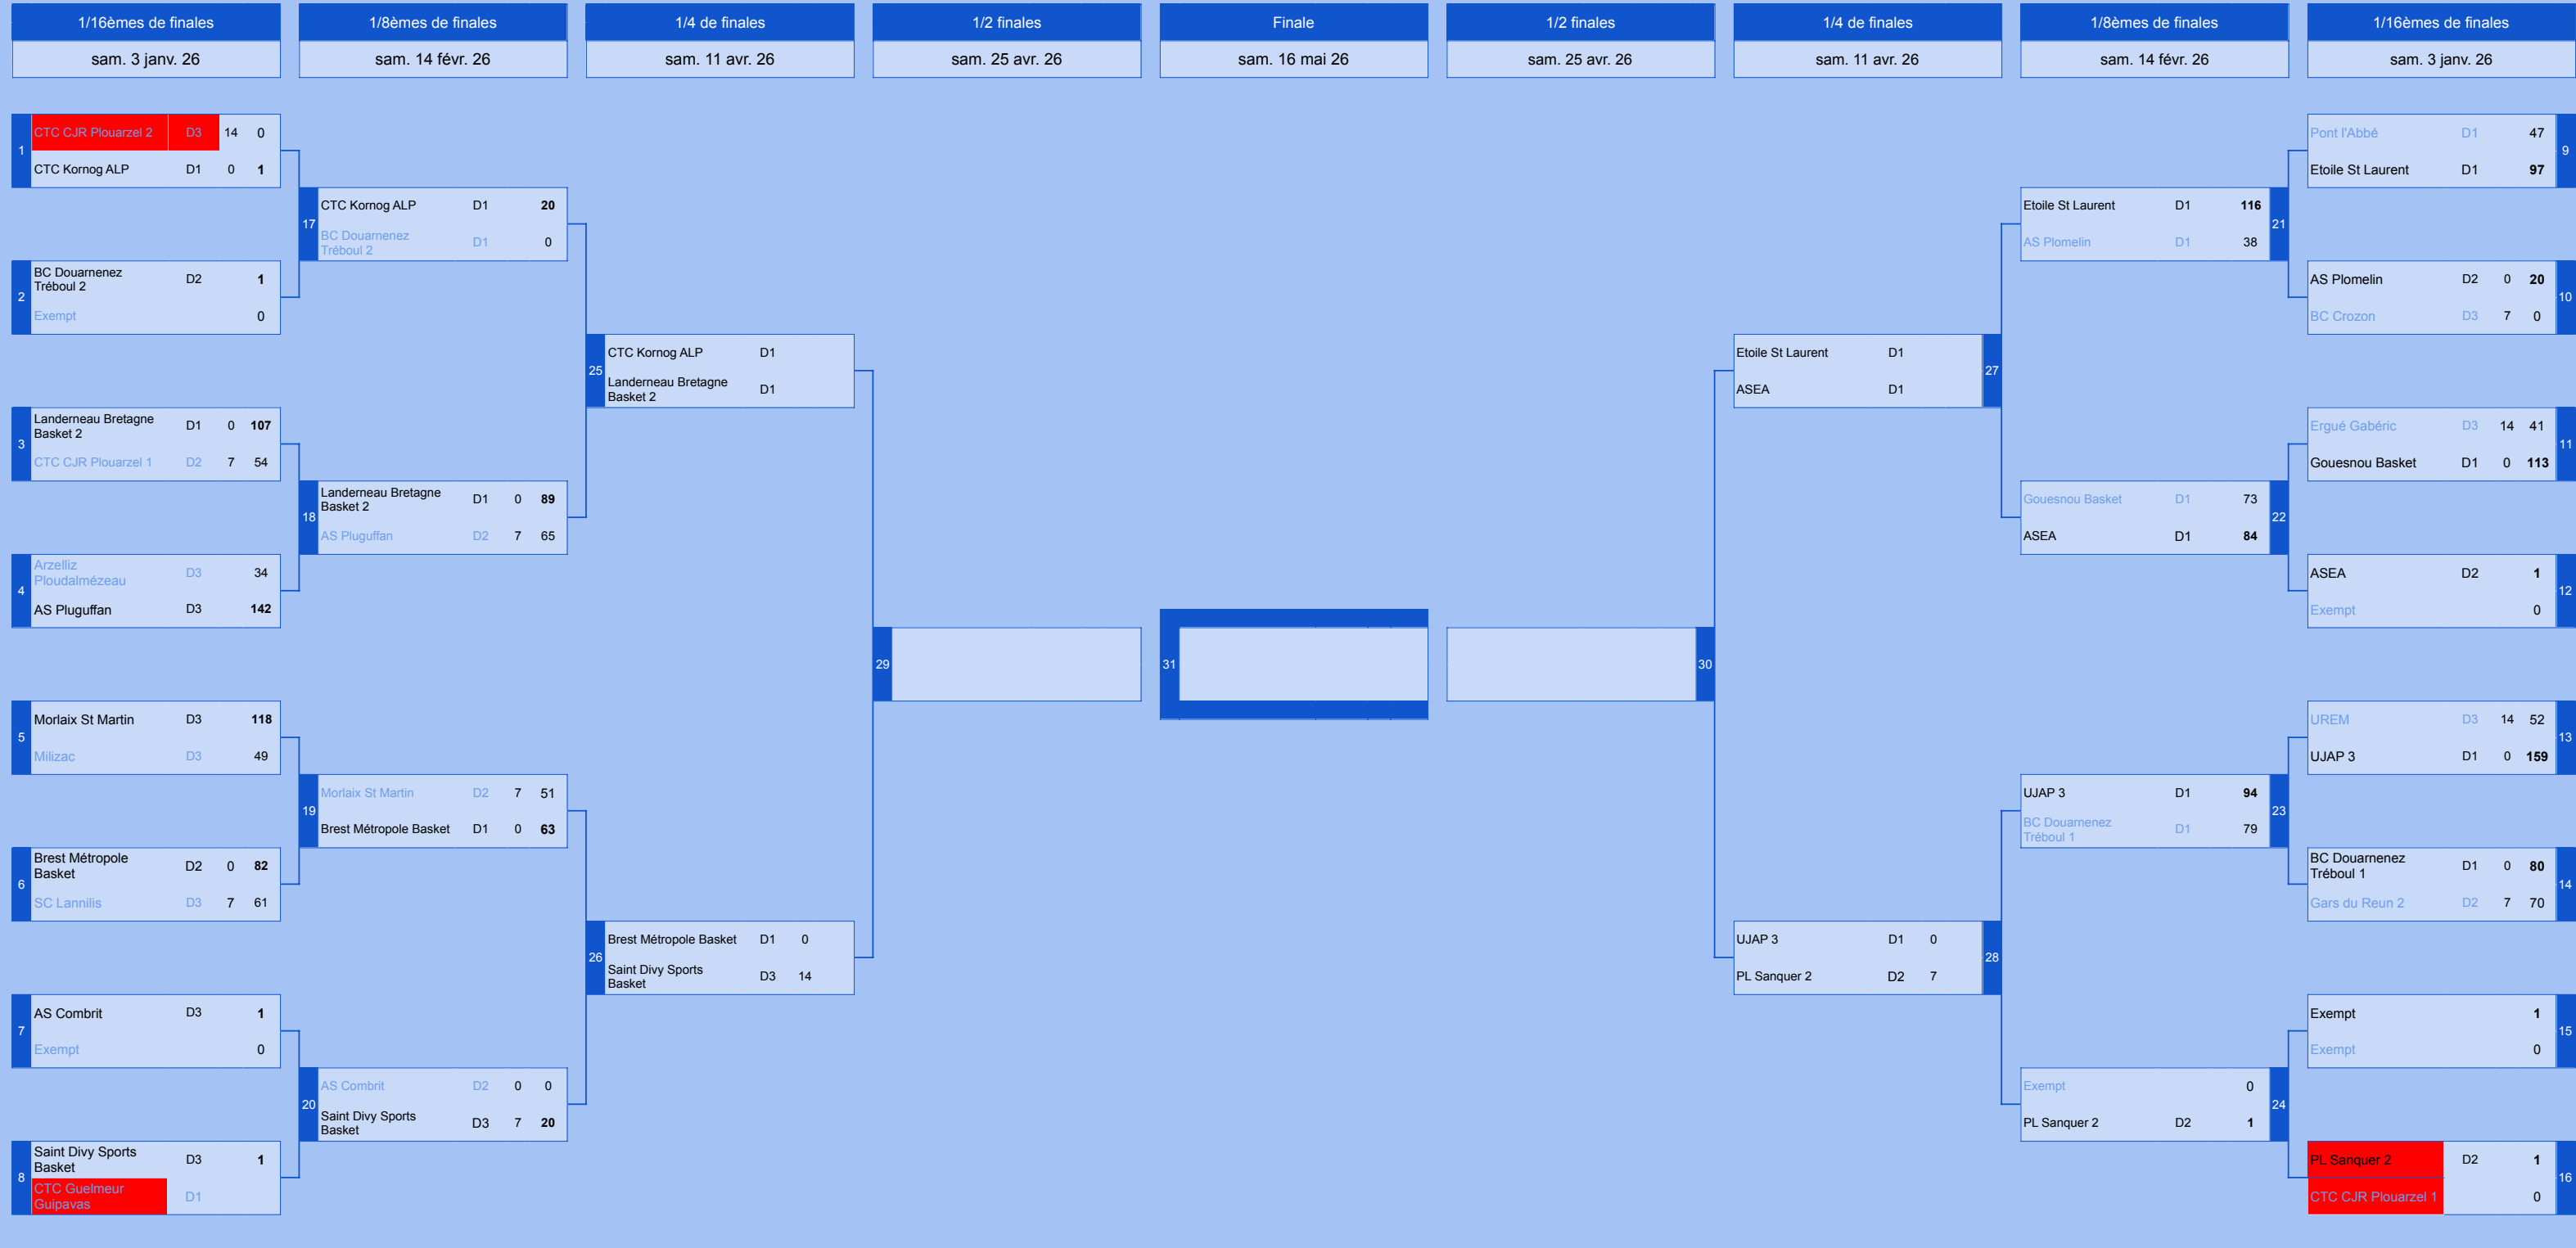 1/16èmes de finales
sam. 3 janv. 26
1/8èmes de finales
sam. 14 févr. 26
1/4 de finales
sam. 11 avr. 26
1/2 finales
sam. 25 avr. 26
Finale
sam. 16 mai 26
1/2 finales
sam. 25 avr. 26
1/4 de finales
sam. 11 avr. 26
1/8èmes de finales
sam. 14 févr. 26
1/16èmes de finales
sam. 3 janv. 26
1
CTC CJR Plouarzel 2 D3 14 0
CTC Kornog ALP D1 0 1
2
BC Douarnenez
Tréboul 2 D2 1
Exempt 0
3
Landerneau Bretagne
Basket 2 D1 0 107
CTC CJR Plouarzel 1 D2 7 54
4
Arzelliz
Ploudalmézeau D3 34
AS Pluguffan D3 142
5
Morlaix St Martin D3 118
Milizac D3 49
6
Brest Métropole
Basket D2 0 82
SC Lannilis D3 7 61
7
AS Combrit D3 1
Exempt 0
8
Saint Divy Sports
Basket D3 1
CTC Guelmeur
Guipavas D1
17
CTC Kornog ALP D1 20
BC Douarnenez
Tréboul 2 D1 0
18
Landerneau Bretagne
Basket 2 D1 0 89
AS Pluguffan D2 7 65
19
Morlaix St Martin D2 7 51
Brest Métropole Basket D1 0 63
20
AS Combrit D2 0 0
Saint Divy Sports
Basket D3 7 20
25
CTC Kornog ALP D1
Landerneau Bretagne
Basket 2 D1
26
Brest Métropole Basket D1 0
Saint Divy Sports
Basket D3 14
29
31
30
Etoile St Laurent D1
ASEA D1
27
UJAP 3 D1 0
PL Sanquer 2 D2 7
28
Etoile St Laurent D1 116
AS Plomelin D1 38
21
Gouesnou Basket D1 73
ASEA D1 84
22
UJAP 3 D1 94
BC Douarnenez
Tréboul 1 D1 79
23
Exempt 0
PL Sanquer 2 D2 1
24
Pont l'Abbé D1 47
Etoile St Laurent D1 97
9
AS Plomelin D2 0 20
BC Crozon D3 7 0
10
Ergué Gabéric D3 14 41
Gouesnou Basket D1 0 113
11
ASEA D2 1
Exempt 0
12
UREM D3 14 52
UJAP 3 D1 0 159
13
BC Douarnenez
Tréboul 1 D1 0 80
Gars du Reun 2 D2 7 70
14
Exempt 1
Exempt 0
15
PL Sanquer 2 D2 1
CTC CJR Plouarzel 1 0
16